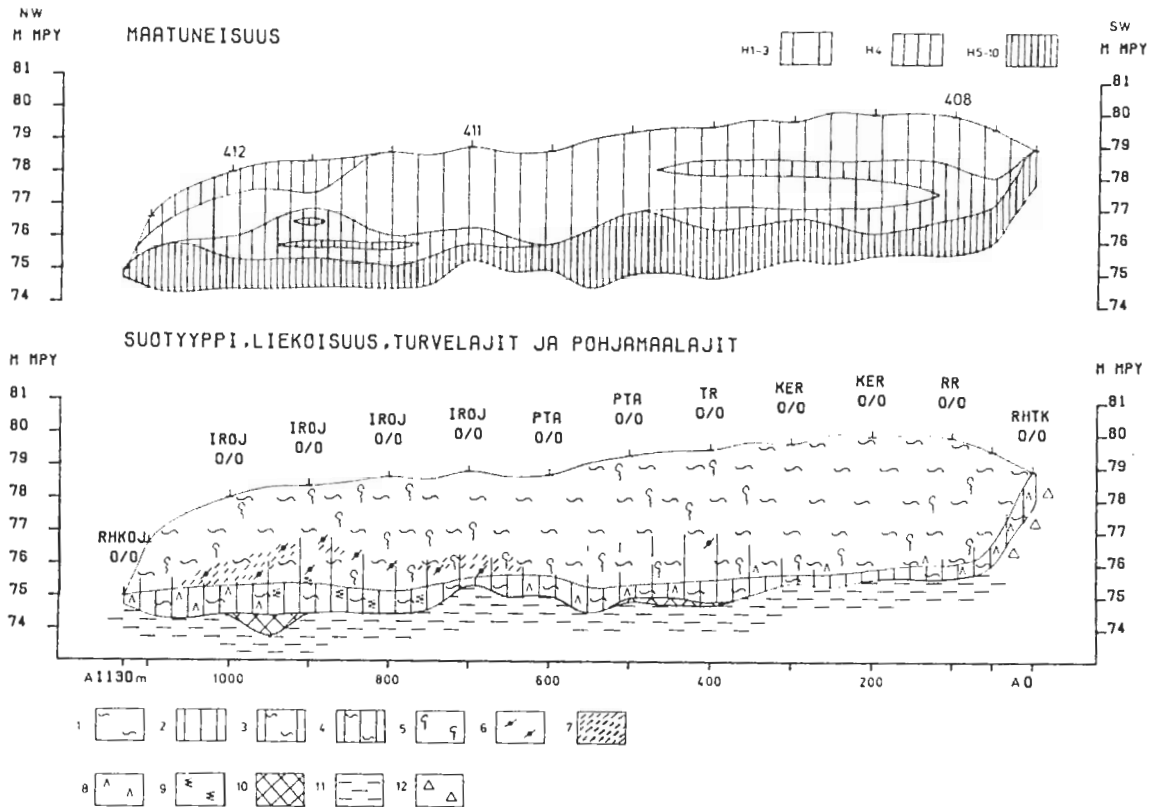 NW
M MPY
MAATUNEISUUS
H1-3
H4
H5-10
SW
M MPY
81
80
79
78
77
76
75
74
412
411
408
81
80
79
78
77
76
75
74
SUOTYYPPI, LIEKOISUUS, TURVELAJIT JA POHJAMAALAJIT
M MPY
M MPY
81
80
79
78
77
76
75
74
RHKOJ
0/0
IROJ
0/0
IROJ
0/0
IROJ
0/0
IROJ
0/0
PTA
0/0
PTA
0/0
TR
0/0
KER
0/0
KER
0/0
RR
0/0
RHTK
0/0
81
80
79
78
77
76
75
74
A1130m 1000 800 600 400 200 A0
1 2 3 4 5 6 7
8 9 10 11 12